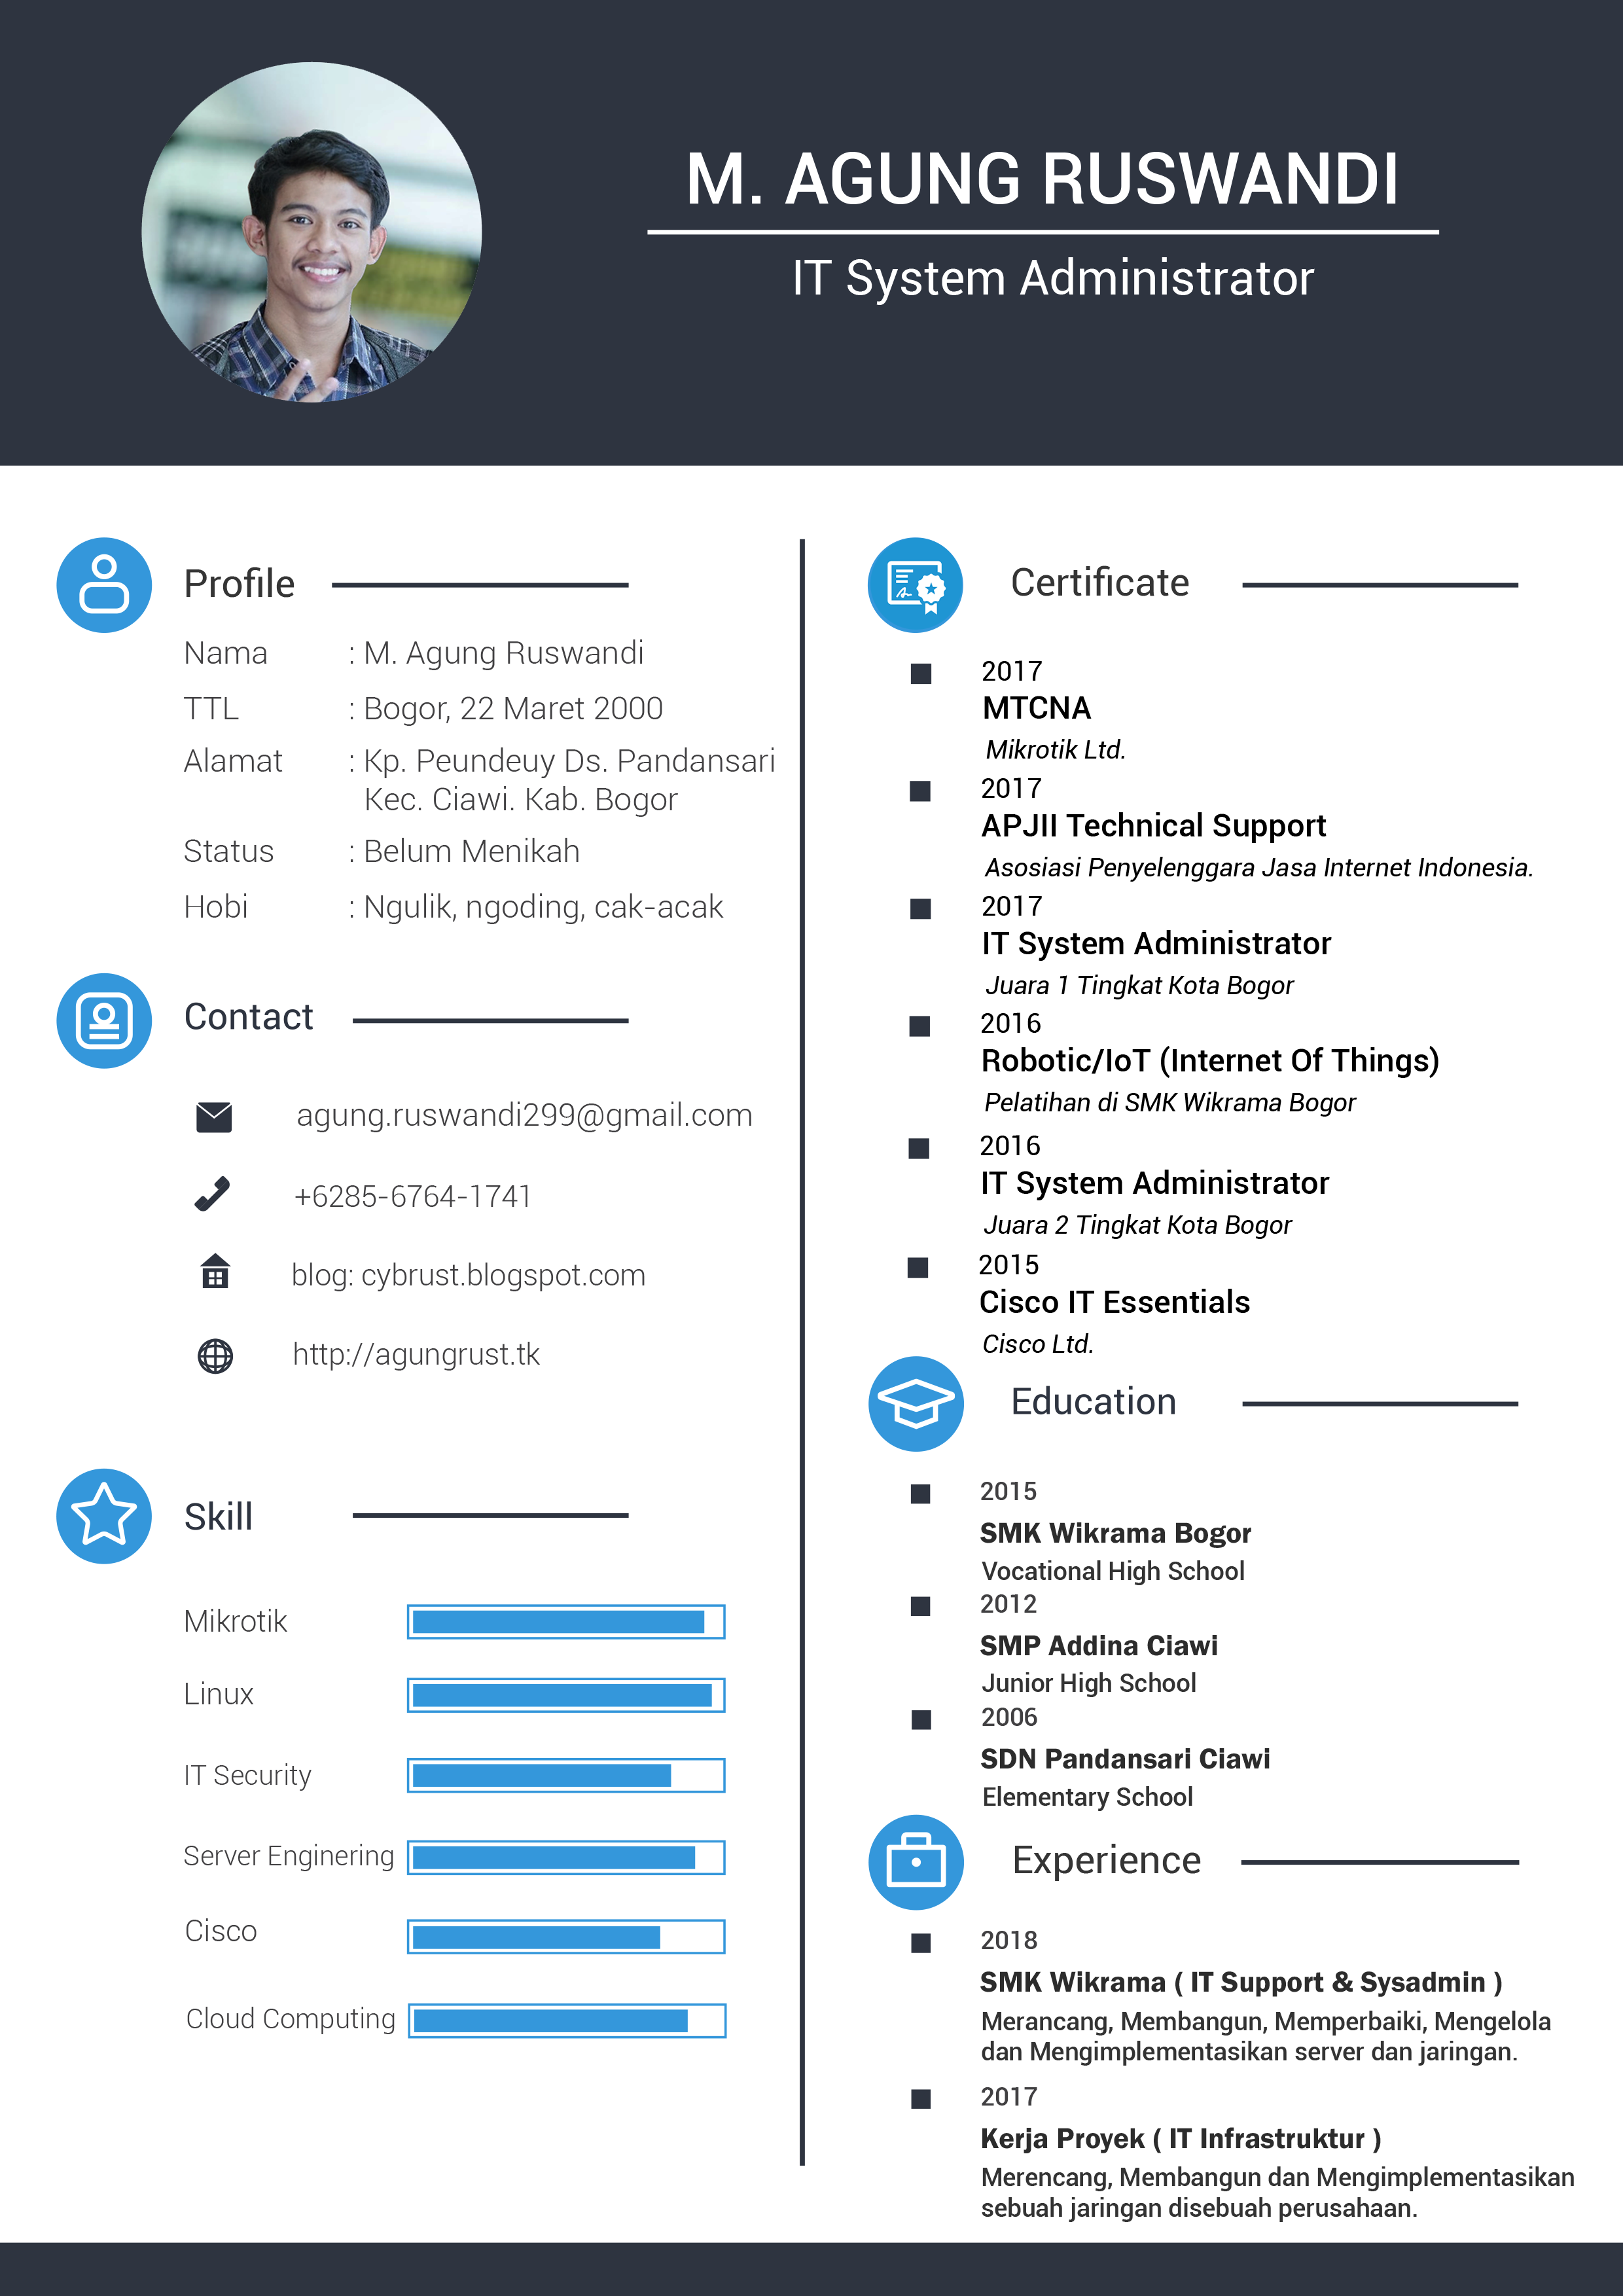 M. AGUNG RUSWANDI
IT System Administrator
Profile
Nama : M. Agung Ruswandi
TTL : Bogor, 22 Maret 2000
Alamat : Kp. Peundeuy Ds. Pandansari
Kec. Ciawi. Kab. Bogor
Status : Belum Menikah
Hobi : Ngulik, ngoding, cak-acak
Contact
agung.ruswandi299@gmail.com
+6285-6764-1741
blog: cybrust.blogspot.com
http://agungrust.tk
Skill
Mikrotik
Linux
IT Security
Server Enginering
Cisco
Cloud Computing
Certificate
2017
MTCNA
Mikrotik Ltd.
2017
APJII Technical Support
Asosiasi Penyelenggara Jasa Internet Indonesia.
2017
IT System Administrator
Juara 1 Tingkat Kota Bogor
2016
Robotic/IoT (Internet Of Things)
Pelatihan di SMK Wikrama Bogor
2016
IT System Administrator
Juara 2 Tingkat Kota Bogor
2015
Cisco IT Essentials
Cisco Ltd.
Education
2015
SMK Wikrama Bogor
Vocational High School
2012
SMP Addina Ciawi
Junior High School
2006
SDN Pandansari Ciawi
Elementary School
Experience
2018
SMK Wikrama ( IT Support & Sysadmin )
Merancang, Membangun, Memperbaiki, Mengelola
dan Mengimplementasikan server dan jaringan.
2017
Kerja Proyek ( IT Infrastruktur )
Merencang, Membangun dan Mengimplementasikan
sebuah jaringan disebuah perusahaan.